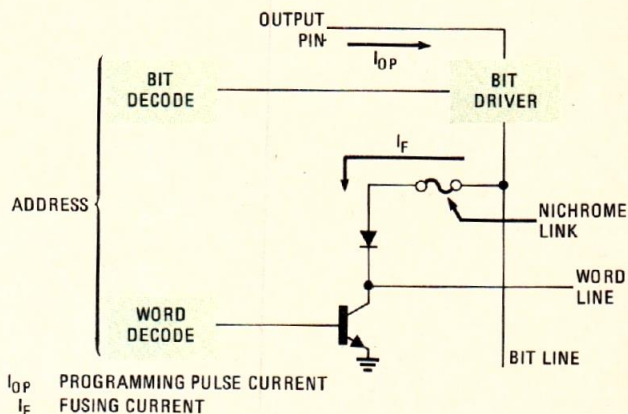 OUTPUT
PIN
I_OP
BIT
DECODE
BIT
DRIVER
I_F
ADDRESS
NICHROME
LINK
WORD
LINE
WORD
DECODE
BIT LINE
I_OP PROGRAMMING PULSE CURRENT
I_F FUSING CURRENT